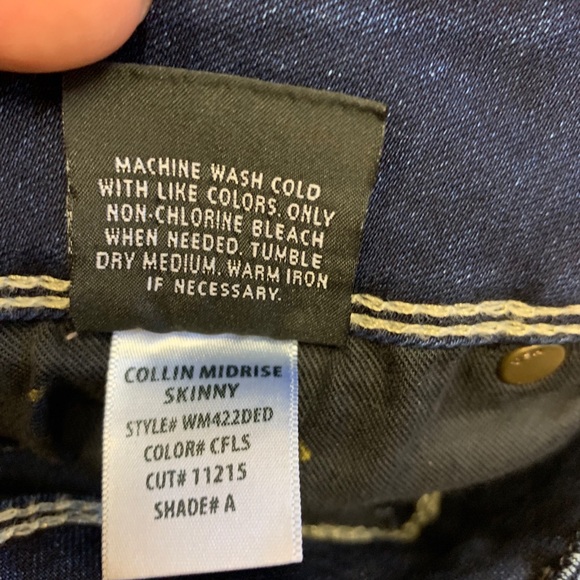 MACHINE WASH COLD
WITH LIKE COLORS. ONLY
NON-CHLORINE BLEACH
WHEN NEEDED. TUMBLE
DRY MEDIUM. WARM IRON
IF NECESSARY.
COLLIN MIDRISE
SKINNY
STYLE# WM422DED
COLOR# CFLS
CUT# 11215
SHADE# A